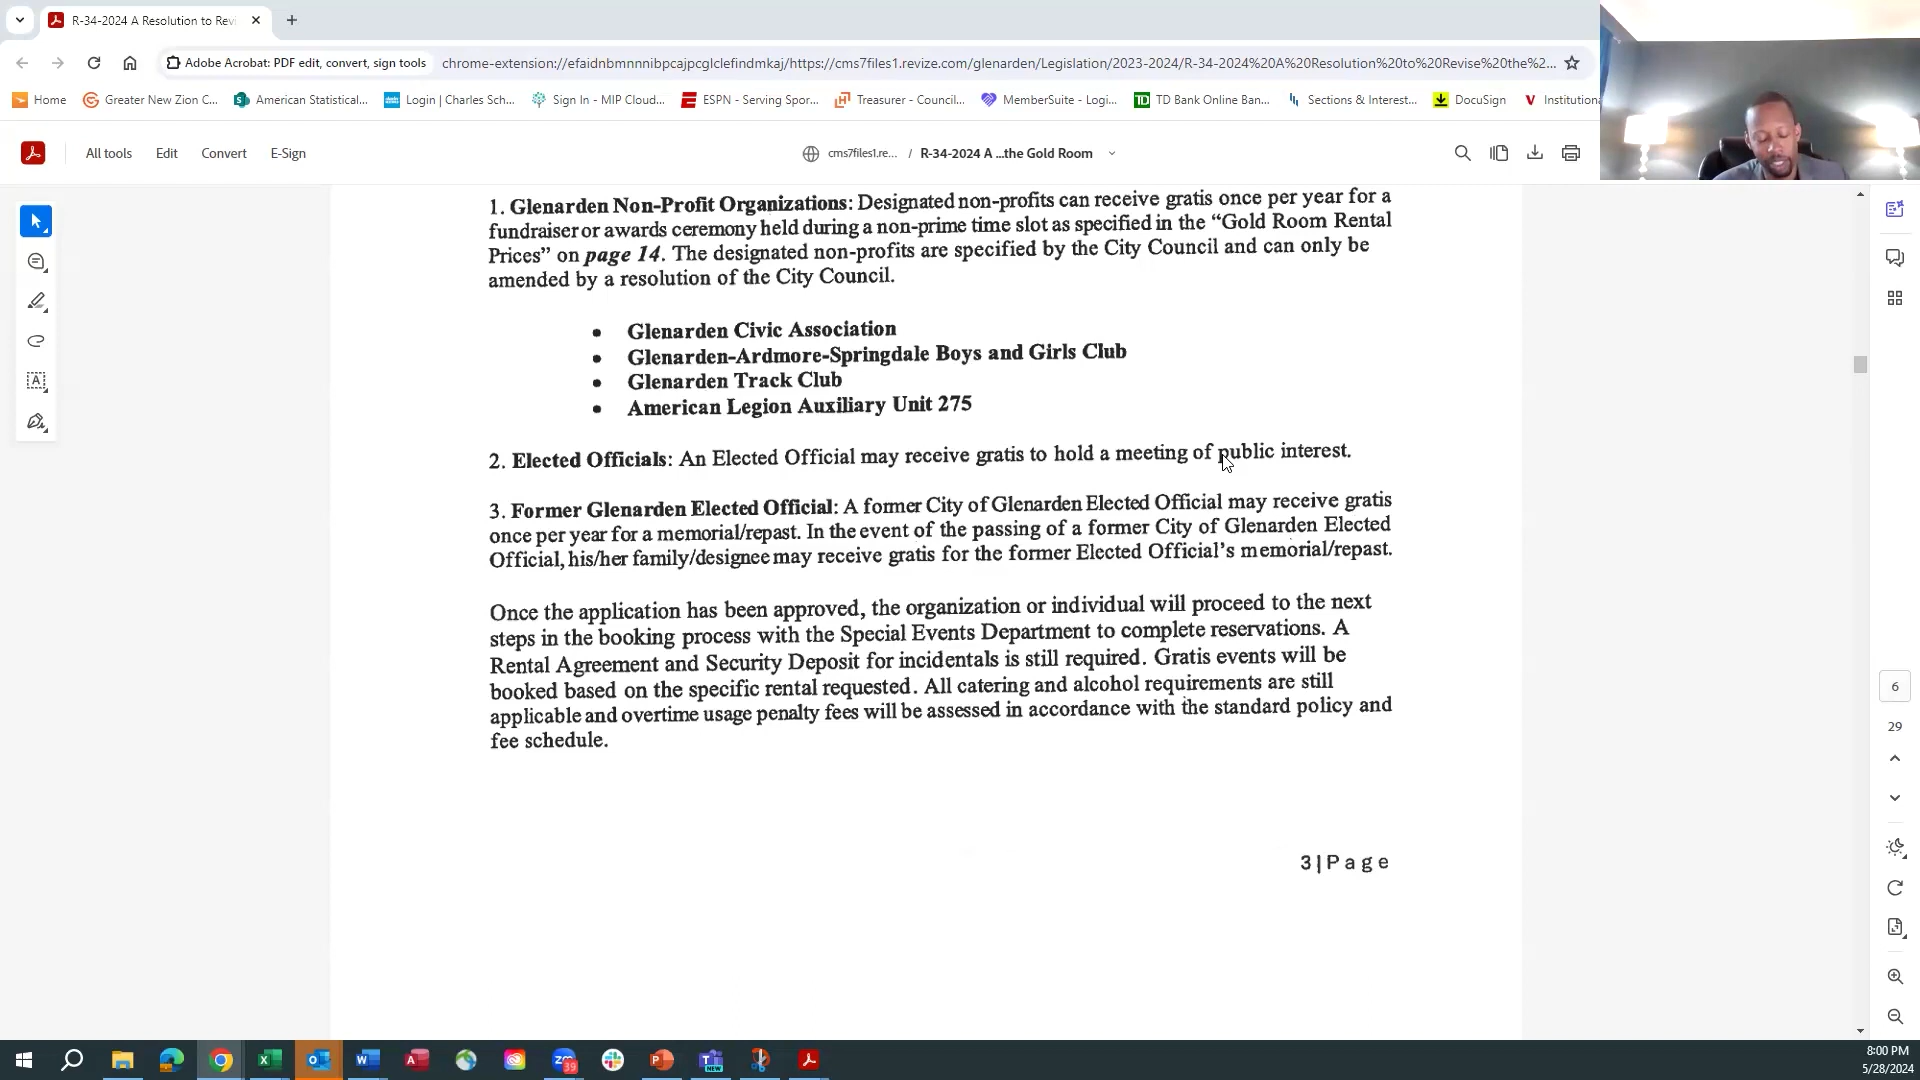 R-34-2024 A Resolution to Revi
Adobe Acrobat: PDF edit, convert, sign tools
chrome-extension://efaidnbmnnnibpcajpcglclefindmkaj/https://cms7files1.revize.com/glenarden/Legislation/2023-2024/R-34-2024%20A%20Resolution%20to%20Revise%20the%2...
Home
Greater New Zion C...
American Statistical...
Login | Charles Sch...
Sign In - MIP Cloud...
ESPN - Serving Spor...
Treasurer - Council...
MemberSuite - Logi...
TD Bank Online Ban...
Sections & Interest...
DocuSign
Institutiona
All tools
Edit
Convert
E-Sign
cms7files1.re... / R-34-2024 A ...the Gold Room
1. Glenarden Non-Profit Organizations: Designated non-profits can receive gratis once per year for a
fundraiser or awards ceremony held during a non-prime time slot as specified in the “Gold Room Rental
Prices” on page 14. The designated non-profits are specified by the City Council and can only be
amended by a resolution of the City Council.
• Glenarden Civic Association
• Glenarden-Ardmore-Springdale Boys and Girls Club
• Glenarden Track Club
• American Legion Auxiliary Unit 275
2. Elected Officials: An Elected Official may receive gratis to hold a meeting of public interest.
3. Former Glenarden Elected Official: A former City of Glenarden Elected Official may receive gratis
once per year for a memorial/repast. In the event of the passing of a former City of Glenarden Elected
Official, his/her family/designee may receive gratis for the former Elected Official’s memorial/repast.
Once the application has been approved, the organization or individual will proceed to the next
steps in the booking process with the Special Events Department to complete reservations. A
Rental Agreement and Security Deposit for incidentals is still required. Gratis events will be
booked based on the specific rental requested. All catering and alcohol requirements are still
applicable and overtime usage penalty fees will be assessed in accordance with the standard policy and
fee schedule.
3 | P a g e
6
29
39
NEW
8:00 PM
5/28/2024